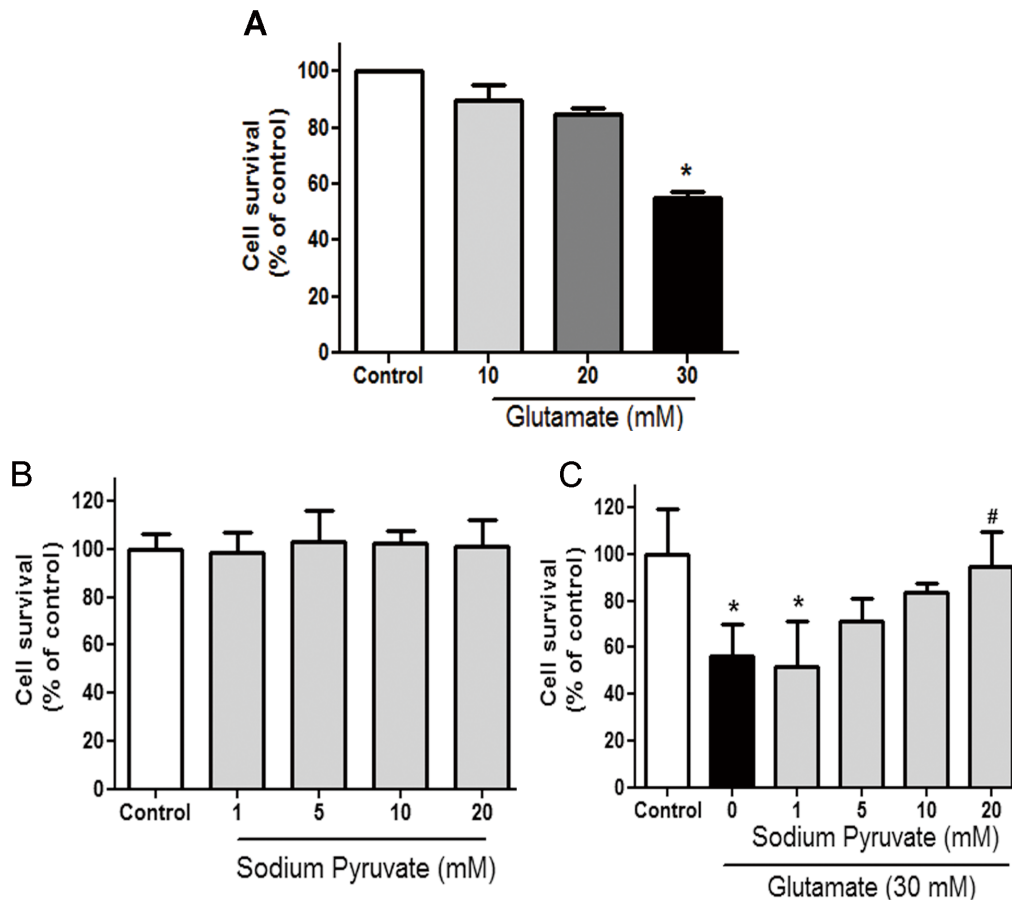 A
Cell survival
(% of control)
100
80
60
40
20
0
*
Control 10 20 30
Glutamate (mM)
B
Cell survival
(% of control)
120
100
80
60
40
20
0
Control 1 5 10 20
Sodium Pyruvate (mM)
C
Cell survival
(% of control)
120
100
80
60
40
20
0
* * #
Control 0 1 5 10 20
Sodium Pyruvate (mM)
Glutamate (30 mM)